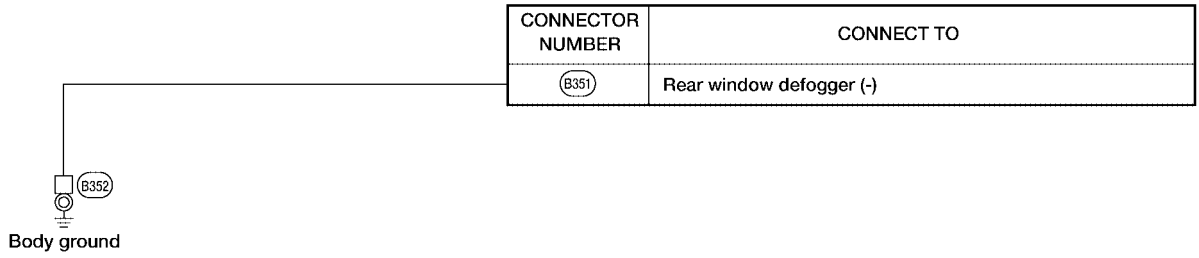 CONNECTOR
NUMBER
CONNECT TO
B351
Rear window defogger (-)
B352
Body ground